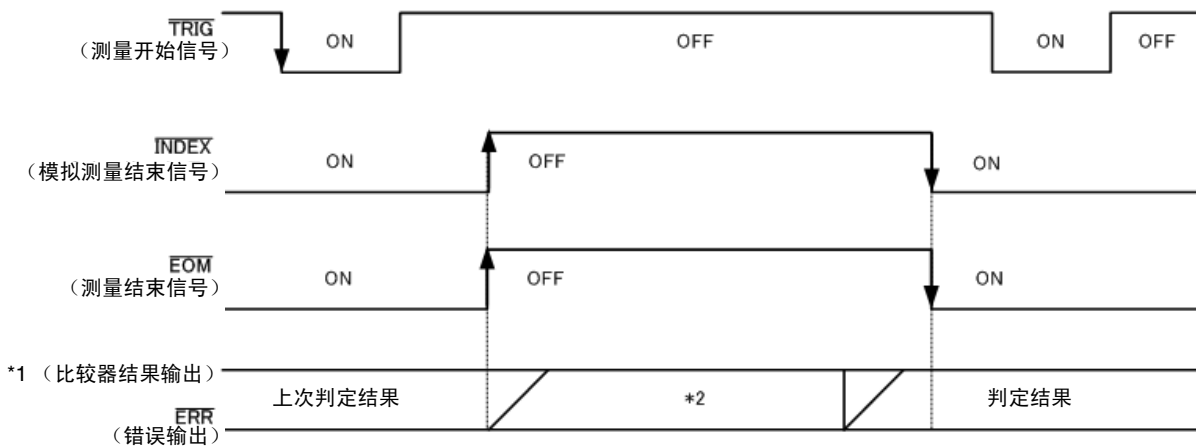 TRIG
（测量开始信号）
ON
OFF
ON
OFF
INDEX
（模拟测量结束信号）
ON
OFF
ON
EOM
（测量结束信号）
ON
OFF
ON
*1 （比较器结果输出）
上次判定结果
*2
判定结果
ERR
（错误输出）